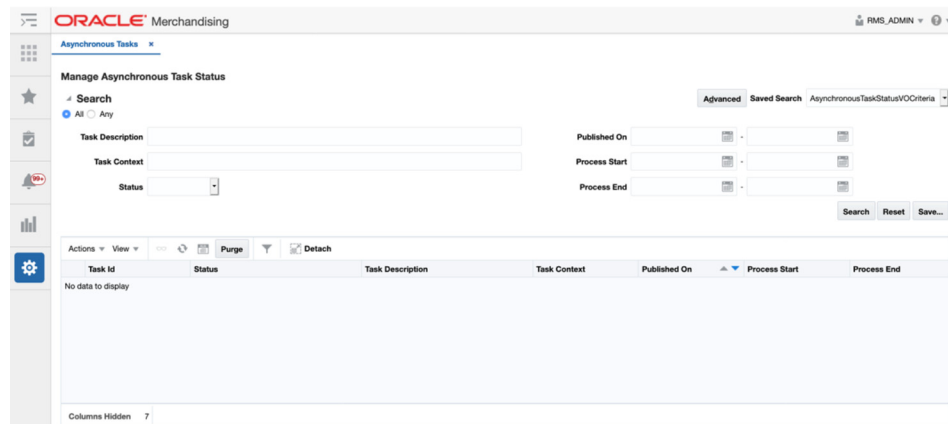 ORACLE Merchandising
RMS_ADMIN
Asynchronous Tasks ×
Manage Asynchronous Task Status
Search
Advanced Saved Search AsynchronousTaskStatusVOCriteria
All Any
99+
Task Description
Published On -
Task Context
Process Start -
Status
Process End -
Search Reset Save...
Actions View Purge Detach
Task Id Status Task Description Task Context Published On Process Start Process End
No data to display
Columns Hidden 7